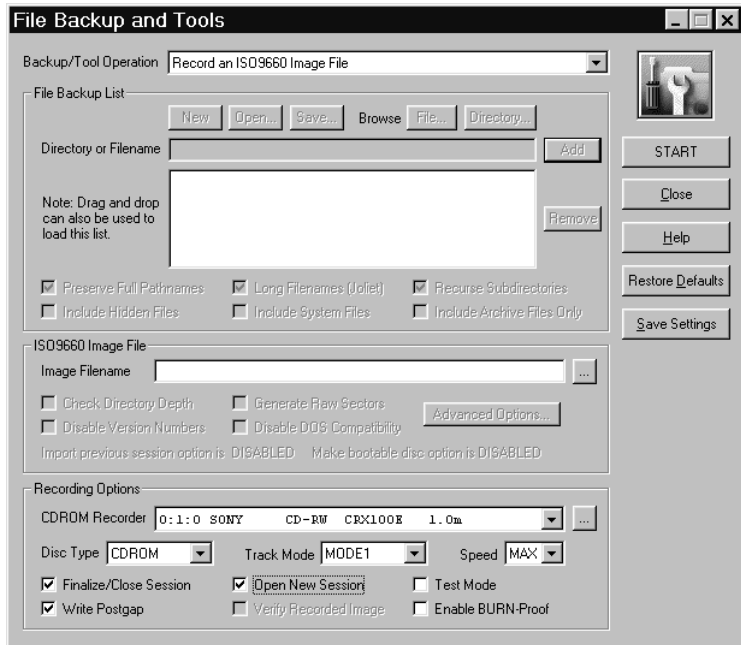 File Backup and Tools
Backup/Tool Operation Record an ISO9660 Image File
File Backup List
New Open... Save... Browse File... Directory...
Directory or Filename Add
Note: Drag and drop
can also be used to
load this list.
Remove
Preserve Full Pathnames Long Filenames (Joliet) Recurse Subdirectories
Include Hidden Files Include System Files Include Archive Files Only
ISO9660 Image File
Image Filename ...
Check Directory Depth Generate Raw Sectors
Advanced Options...
Disable Version Numbers Disable DOS Compatibility
Import previous session option is DISABLED Make bootable disc option is DISABLED
Recording Options
CDROM Recorder 0:1:0 SONY CD-RW CRX100E 1.0m ...
Disc Type CDROM Track Mode MODE1 Speed MAX
Finalize/Close Session Open New Session Test Mode
Write Postgap Verify Recorded Image Enable BURN-Proof
START
Close
Help
Restore Defaults
Save Settings